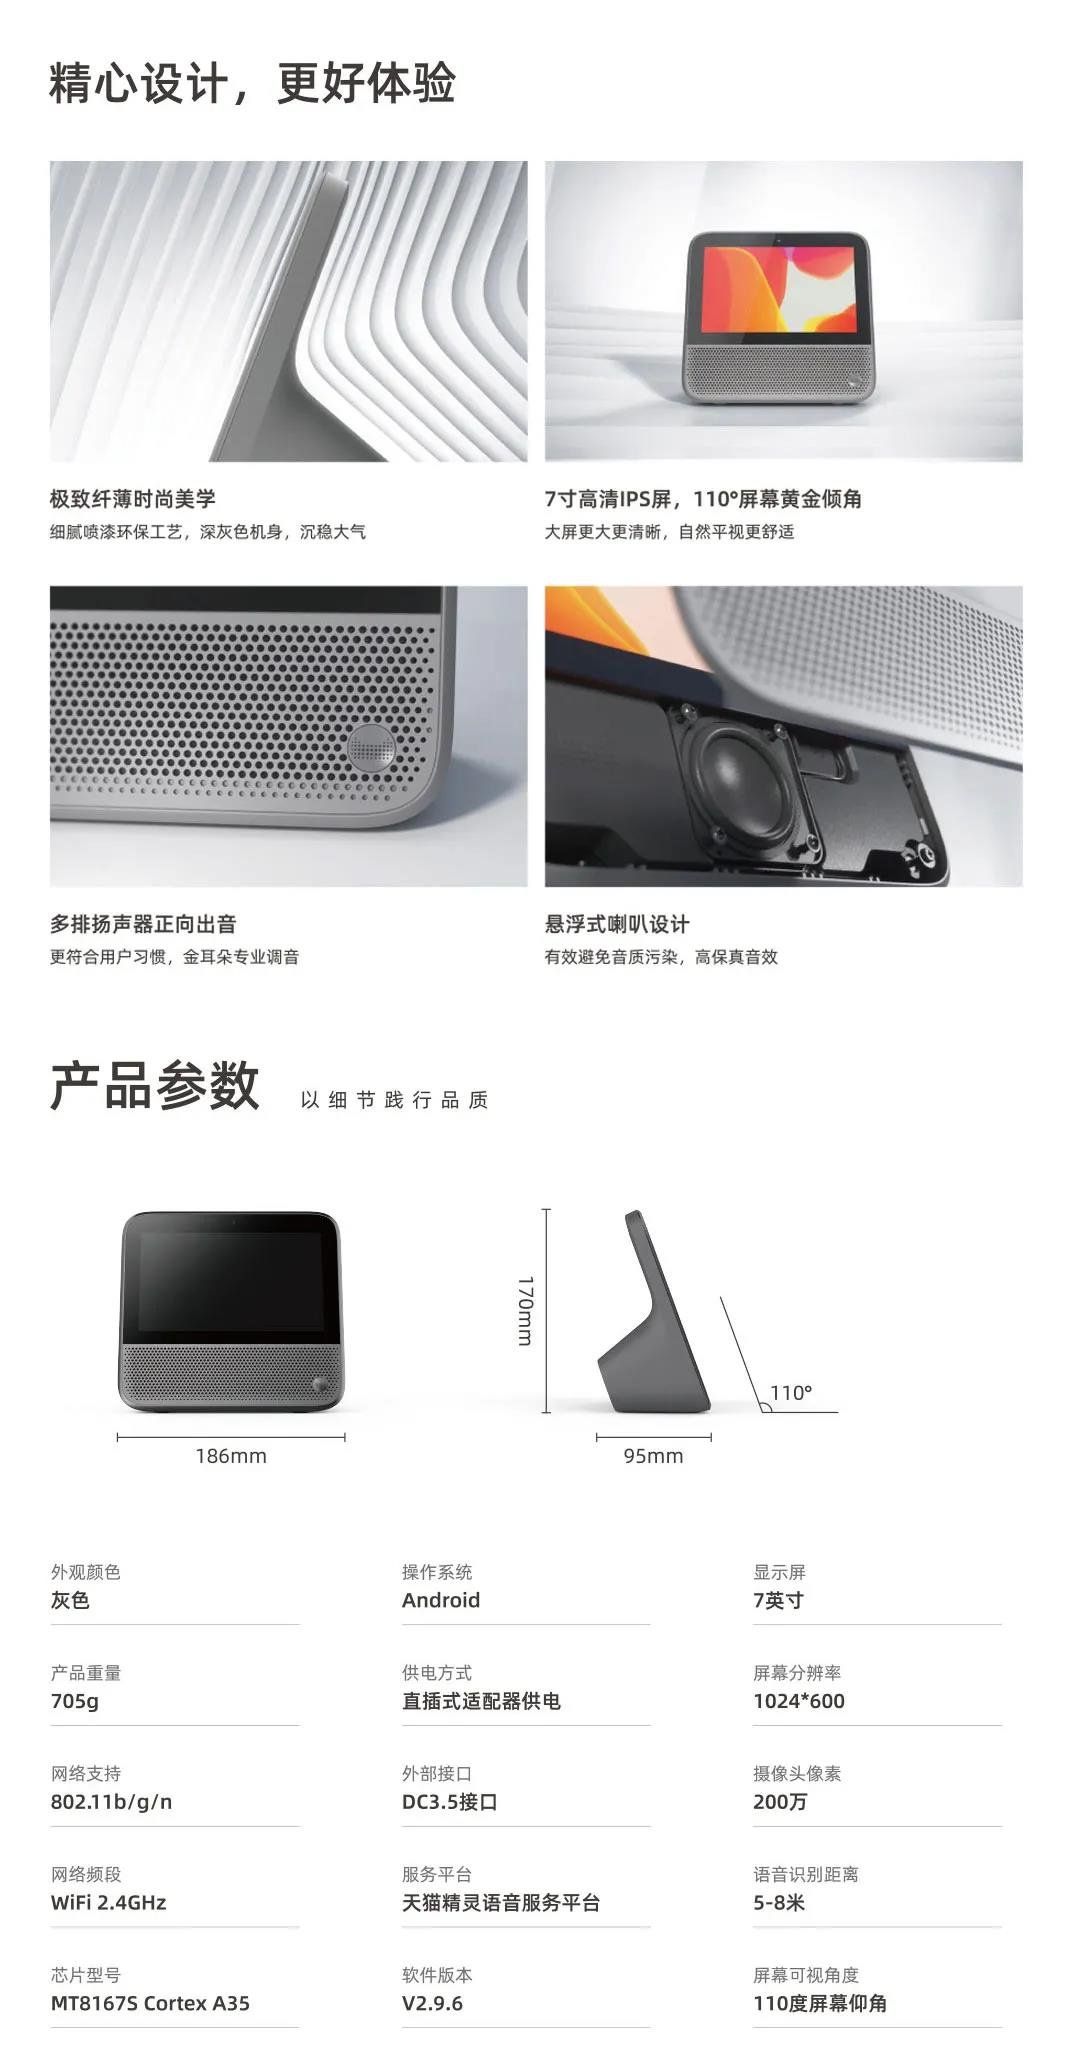 精心设计，更好体验
极致纤薄时尚美学
细腻喷漆环保工艺，深灰色机身，沉稳大气
7寸高清IPS屏，110°屏幕黄金倾角
大屏更大更清晰，自然平视更舒适
多排扬声器正向出音
更符合用户习惯，金耳朵专业调音
悬浮式喇叭设计
有效避免音质污染，高保真音效
产品参数
以细节践行品质
170mm
110°
186mm
95mm
外观颜色
灰色
操作系统
Android
显示屏
7英寸
产品重量
705g
供电方式
直插式适配器供电
屏幕分辨率
1024*600
网络支持
802.11b/g/n
外部接口
DC3.5接口
摄像头像素
200万
网络频段
WiFi 2.4GHz
服务平台
天猫精灵语音服务平台
语音识别距离
5-8米
芯片型号
MT8167S Cortex A35
软件版本
V2.9.6
屏幕可视角度
110度屏幕仰角